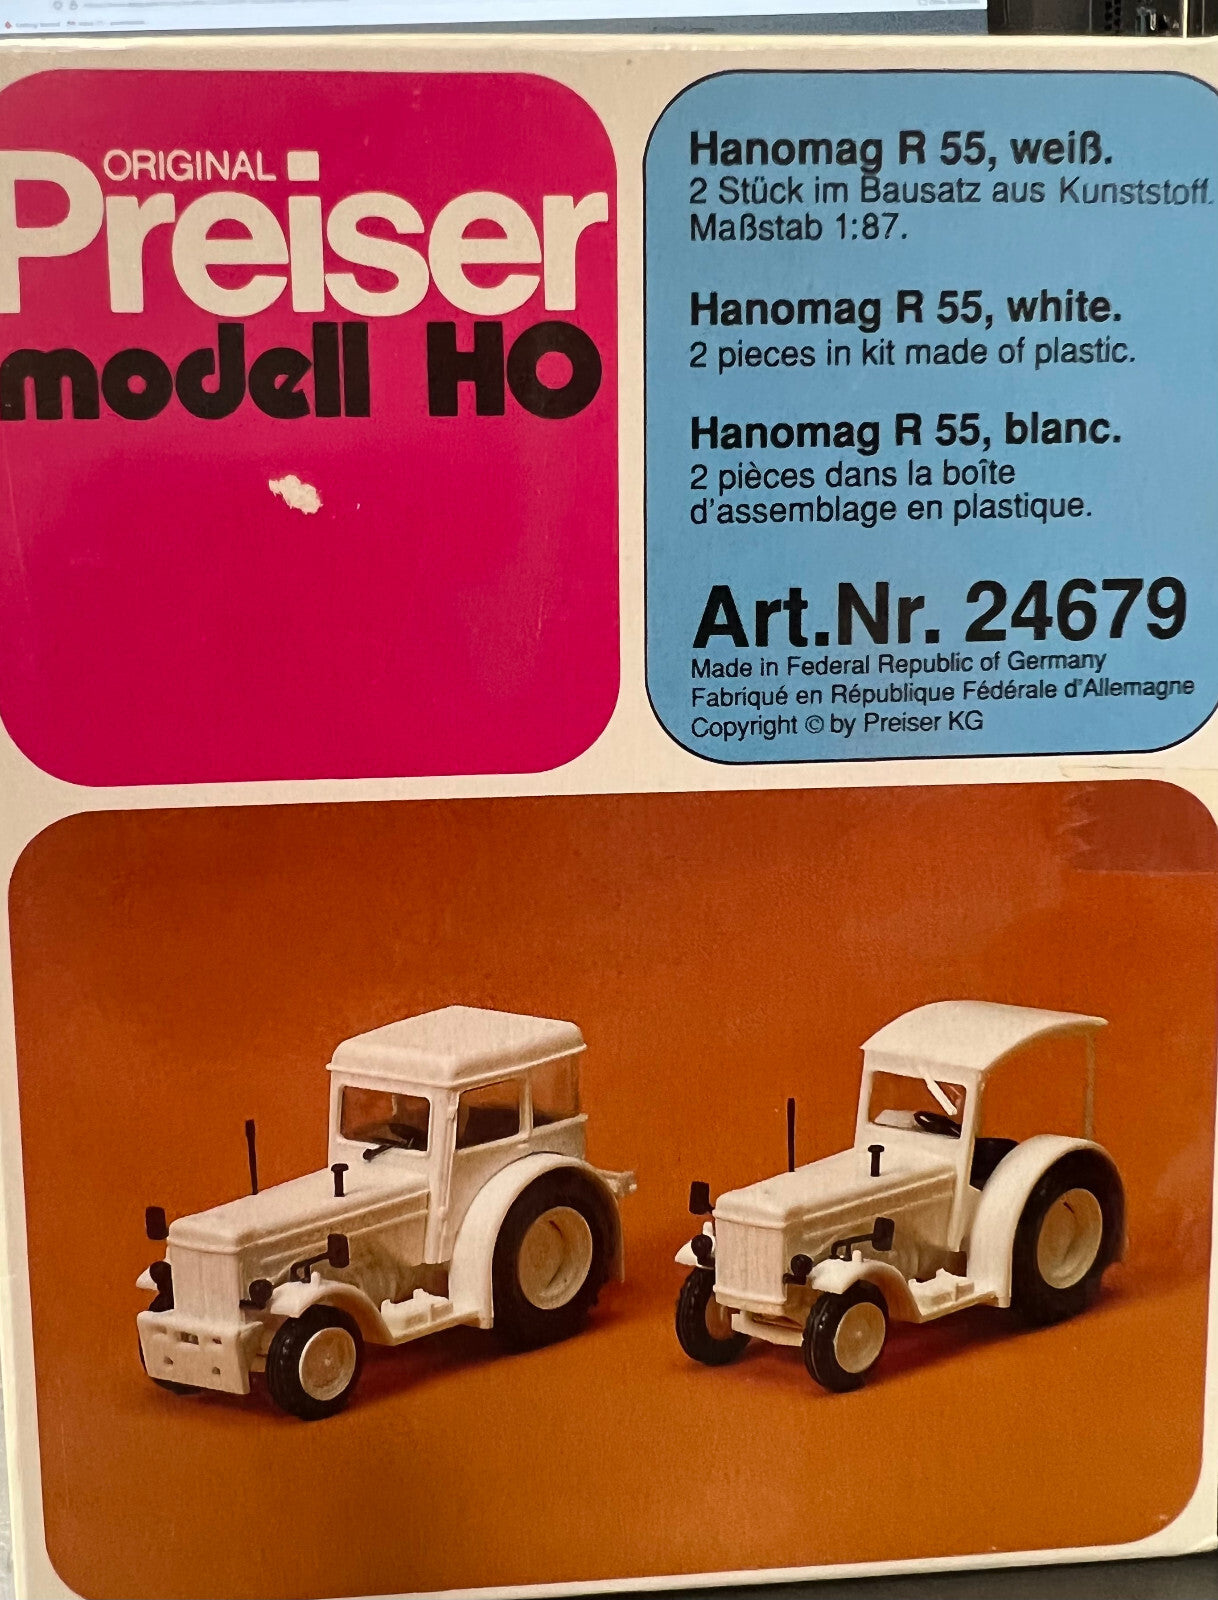 ORIGINAL
Preiser
modell HO
Hanomag R 55, weiß.
2 Stück im Bausatz aus Kunststoff.
Maßstab 1:87.
Hanomag R 55, white.
2 pieces in kit made of plastic.
Hanomag R 55, blanc.
2 pièces dans la boîte
d'assemblage en plastique.
Art.Nr. 24679
Made in Federal Republic of Germany
Fabriqué en République Fédérale d'Allemagne
Copyright © by Preiser KG